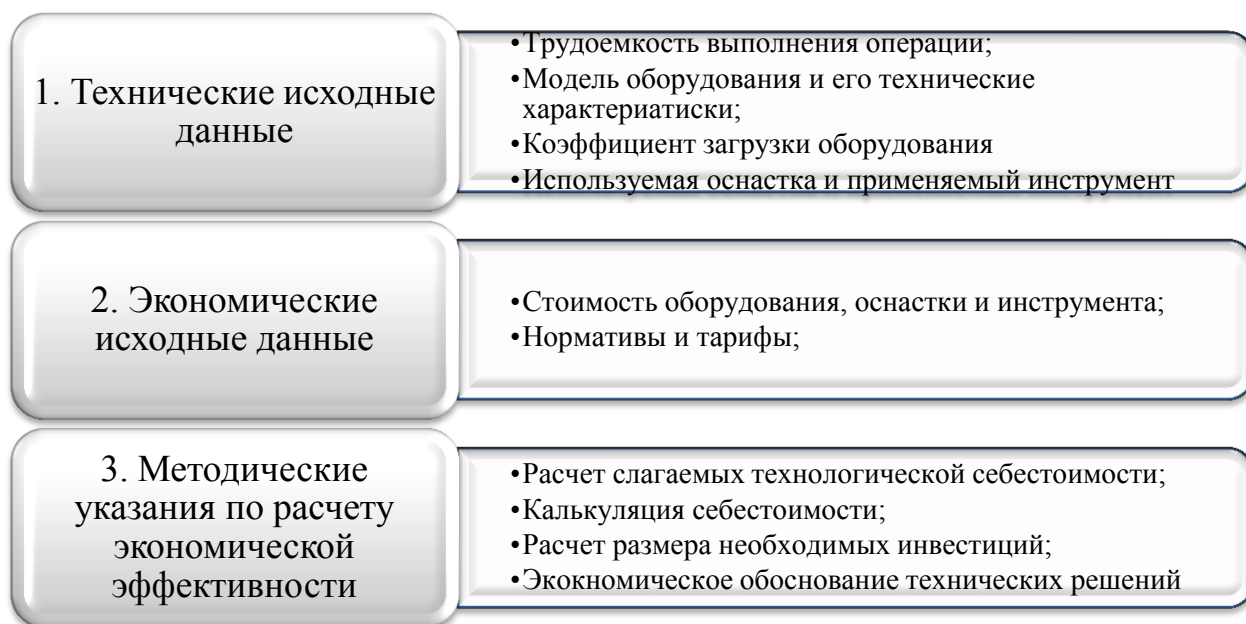 1. Технические исходные
данные
•Трудоемкость выполнения операции;
•Модель оборудования и его технические
характериатиски;
•Коэффициент загрузки оборудования
•Используемая оснастка и применяемый инструмент
2. Экономические
исходные данные
•Стоимость оборудования, оснастки и инструмента;
•Нормативы и тарифы;
3. Методические
указания по расчету
экономической
эффективности
•Расчет слагаемых технологической себестоимости;
•Калькуляция себестоимости;
•Расчет размера необходимых инвестиций;
•Экокномическое обоснование технических решений